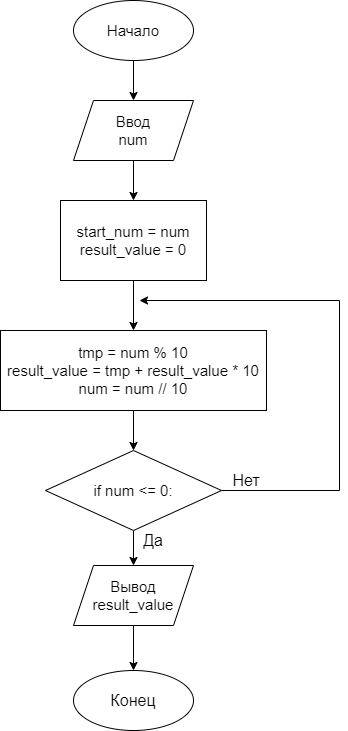 Начало
Ввод
num
start_num = num
result_value = 0
tmp = num % 10
result_value = tmp + result_value * 10
num = num // 10
if num <= 0:
Нет
Да
Вывод
result_value
Конец